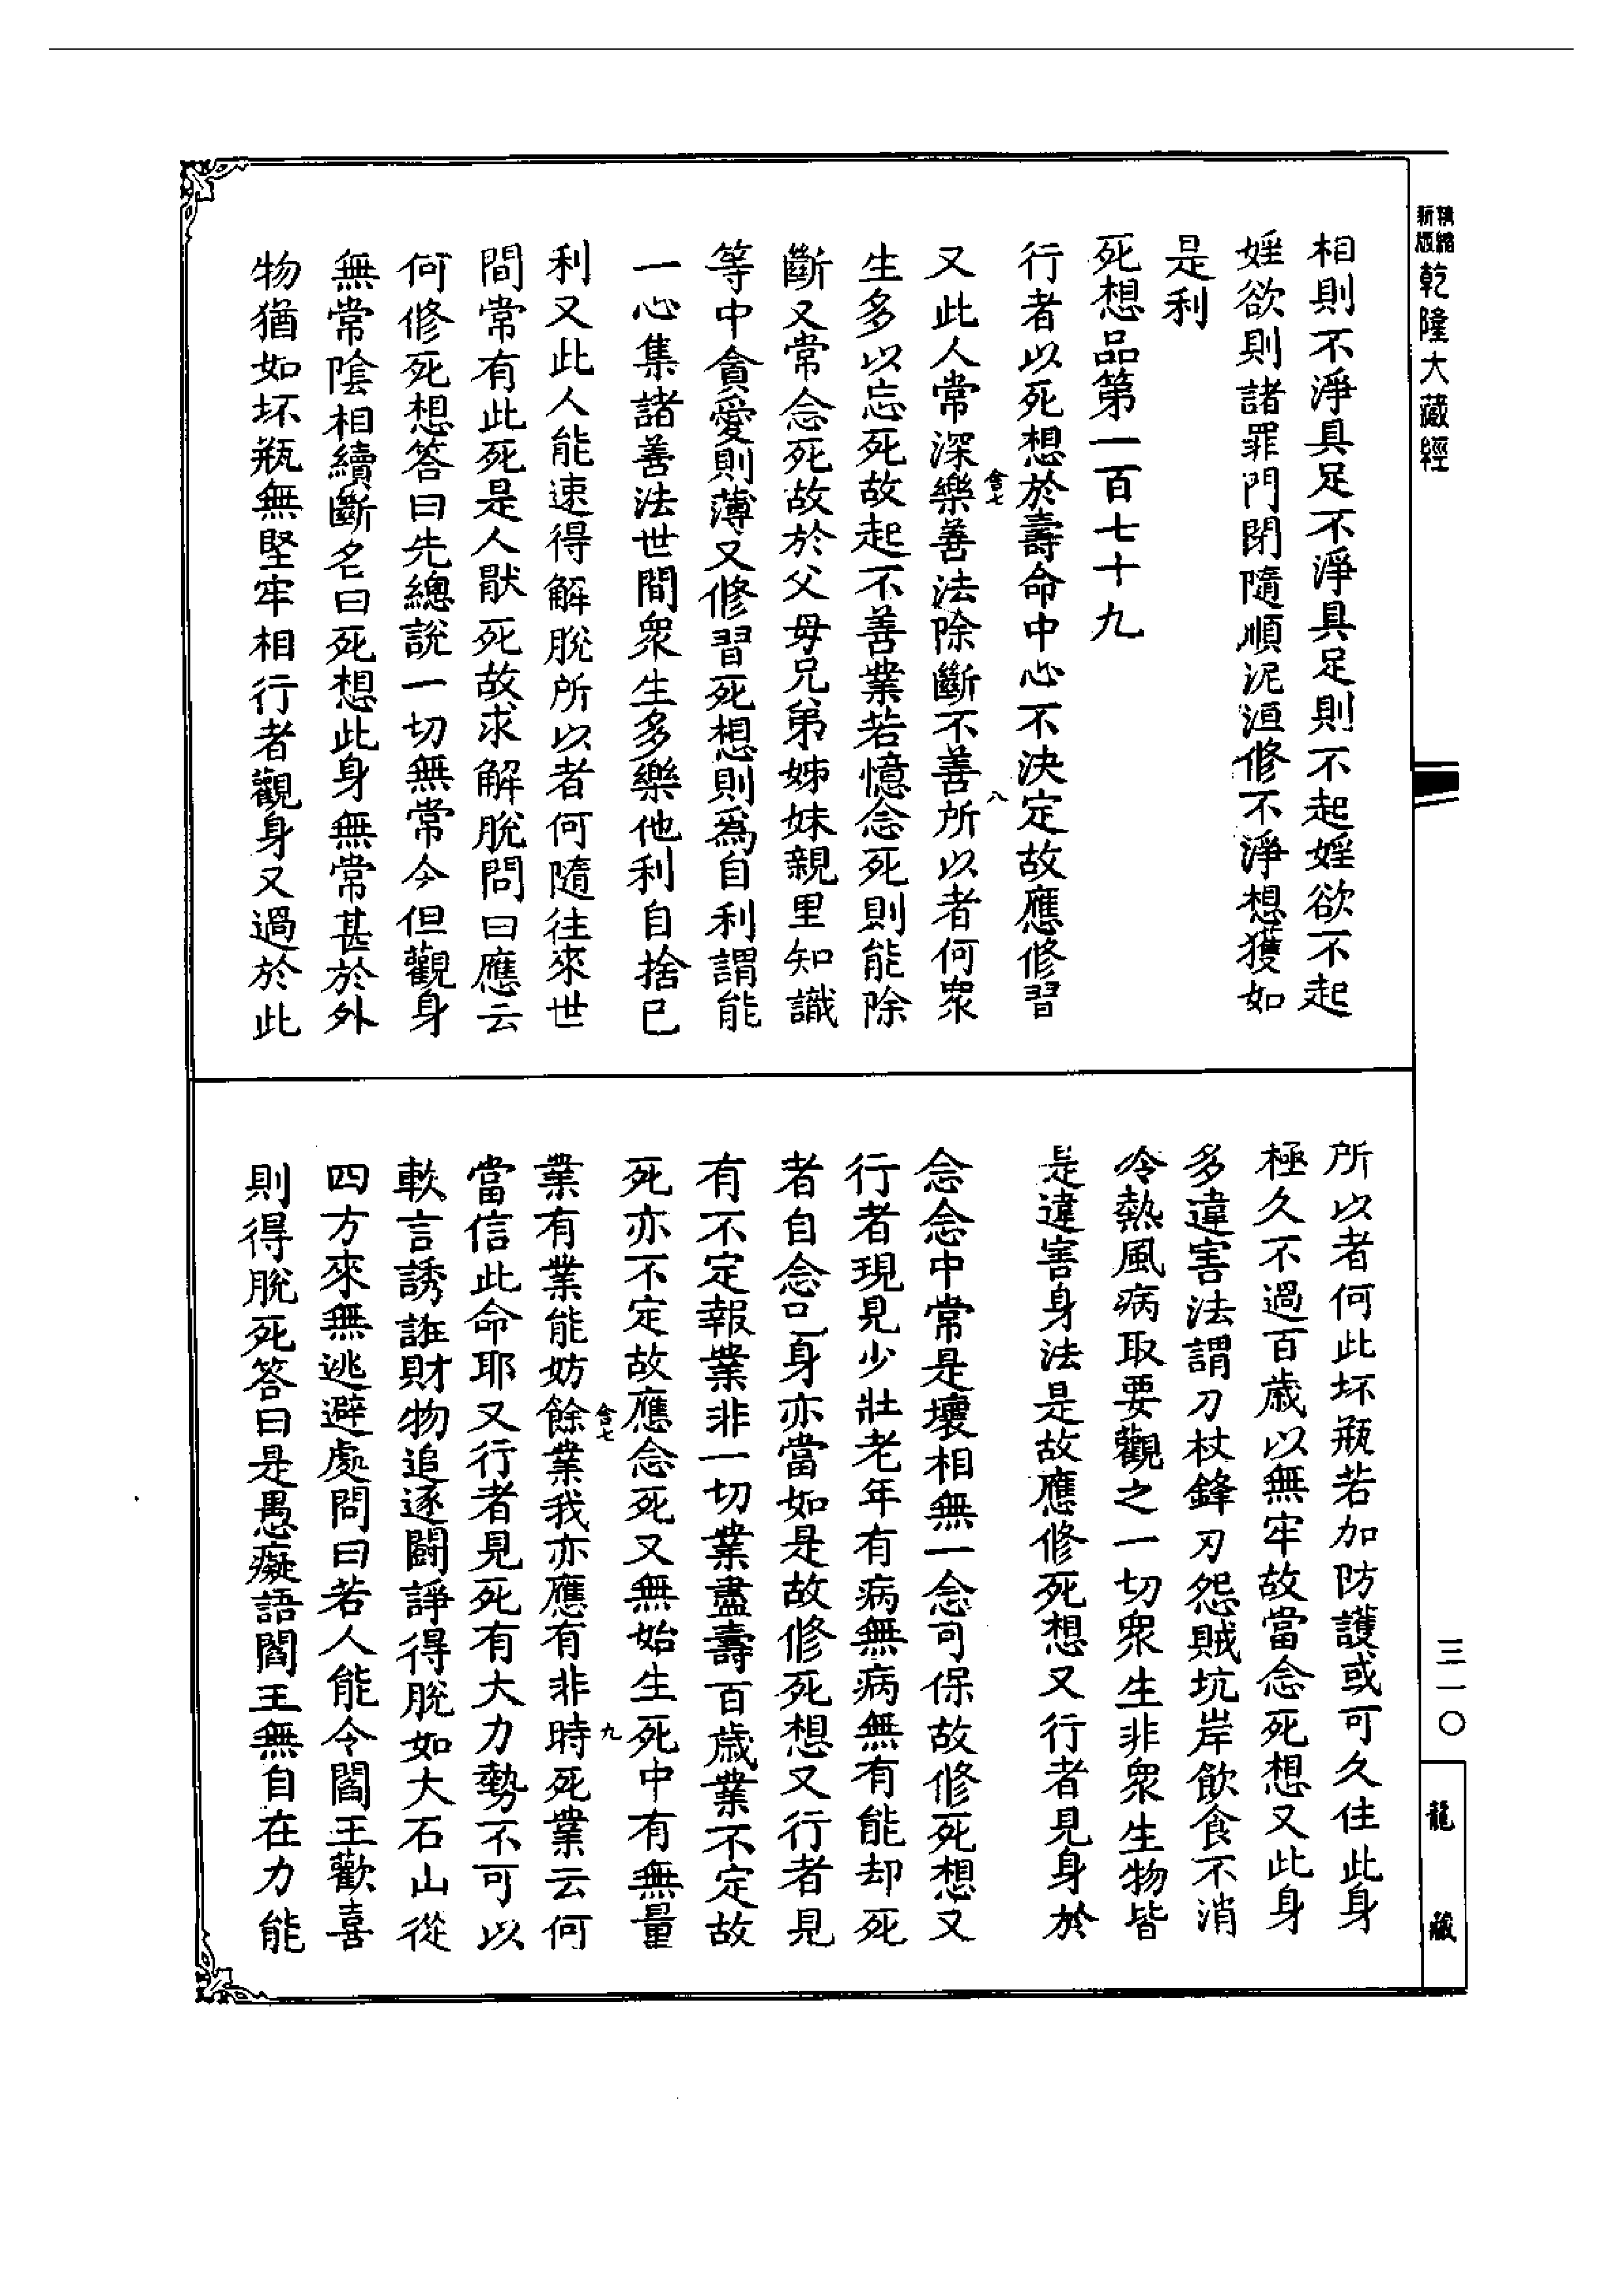 精縮新版
乾隆大藏經
相則不淨具足不淨具足則不起婬欲不起
婬欲則諸罪門閉隨順泥洹修不淨想獲如
是利
死想品第一百七十九
行者以死想於壽命中心不決定故應修習
含七
八
又此人常深樂善法除斷不善所以者何衆
生多以忘死故起不善業若憶念死則能除
斷又常念死故於父母兄弟姊妹親里知識
等中貪愛則薄又修習死想則爲自利謂能
一心集諸善法世間衆生多樂他利自捨已
利又此人能速得解脫所以者何隨往來世
間常有此死是人猒死故求解脫問曰應云
何修死想答曰先總說一切無常今但觀身
無常陰相續斷名曰死想此身無常甚於外
物猶如坏瓶無堅牢相行者觀身又過於此
所以者何此坏瓶若加防護或可久住此身
極久不過百歲以無牢故當念死想又此身
多違害法謂刀杖鋒刃怨賊坑岸飲食不消
冷熱風病取要觀之一切衆生非衆生物皆
是違害身法是故應修死想又行者見身於
念念中常是壞相無一念可保故修死想又
行者現見少壯老年有病無病無有能却死
者自念己身亦當如是故修死想又行者見
有不定報業非一切業盡壽百歲業不定故
死亦不定故應念死又無始生死中有無量
含七
九
業有業能妨餘業我亦應有非時死業云何
當信此命耶又行者見死有大力勢不可以
軟言誘誑財物追逐鬭諍得脫如大石山從
四方來無逃避處問曰若人能令閻王歡喜
則得脫死答曰是愚癡語閻王無自在力能
三一〇
龍藏